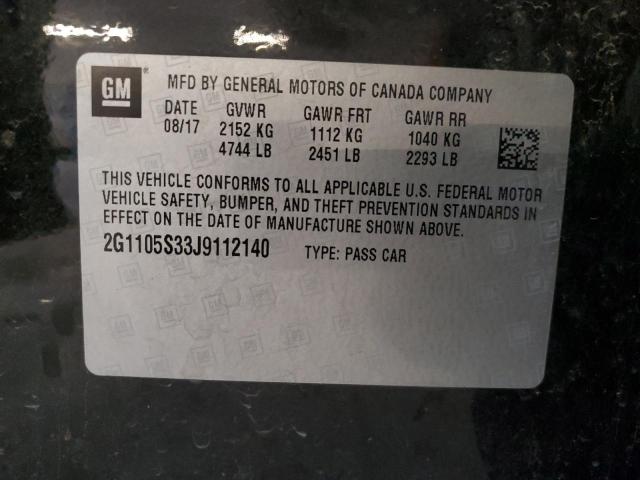 GM
MFD BY GENERAL MOTORS OF CANADA COMPANY
DATE GVWR GAWR FRT GAWR RR
08/17 2152 KG 1112 KG 1040 KG
4744 LB 2451 LB 2293 LB
THIS VEHICLE CONFORMS TO ALL APPLICABLE U.S. FEDERAL MOTOR
VEHICLE SAFETY, BUMPER, AND THEFT PREVENTION STANDARDS IN
EFFECT ON THE DATE OF MANUFACTURE SHOWN ABOVE.
2G1105S33J9112140 TYPE: PASS CAR